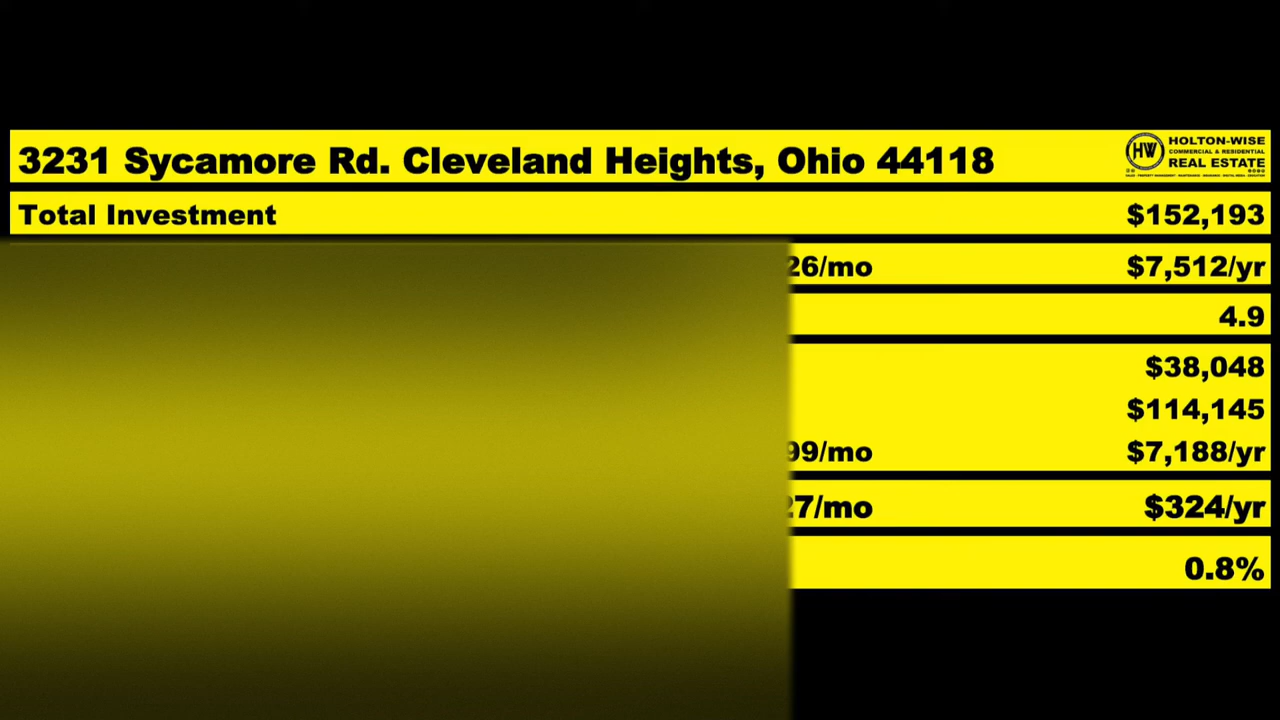 3231 Sycamore Rd. Cleveland Heights, Ohio 44118
HW
HOLTON-WISE
COMMERCIAL & RESIDENTIAL
REAL ESTATE
Total Investment $152,193
26/mo $7,512/yr
4.9
$38,048
$114,145
99/mo $7,188/yr
27/mo $324/yr
0.8%